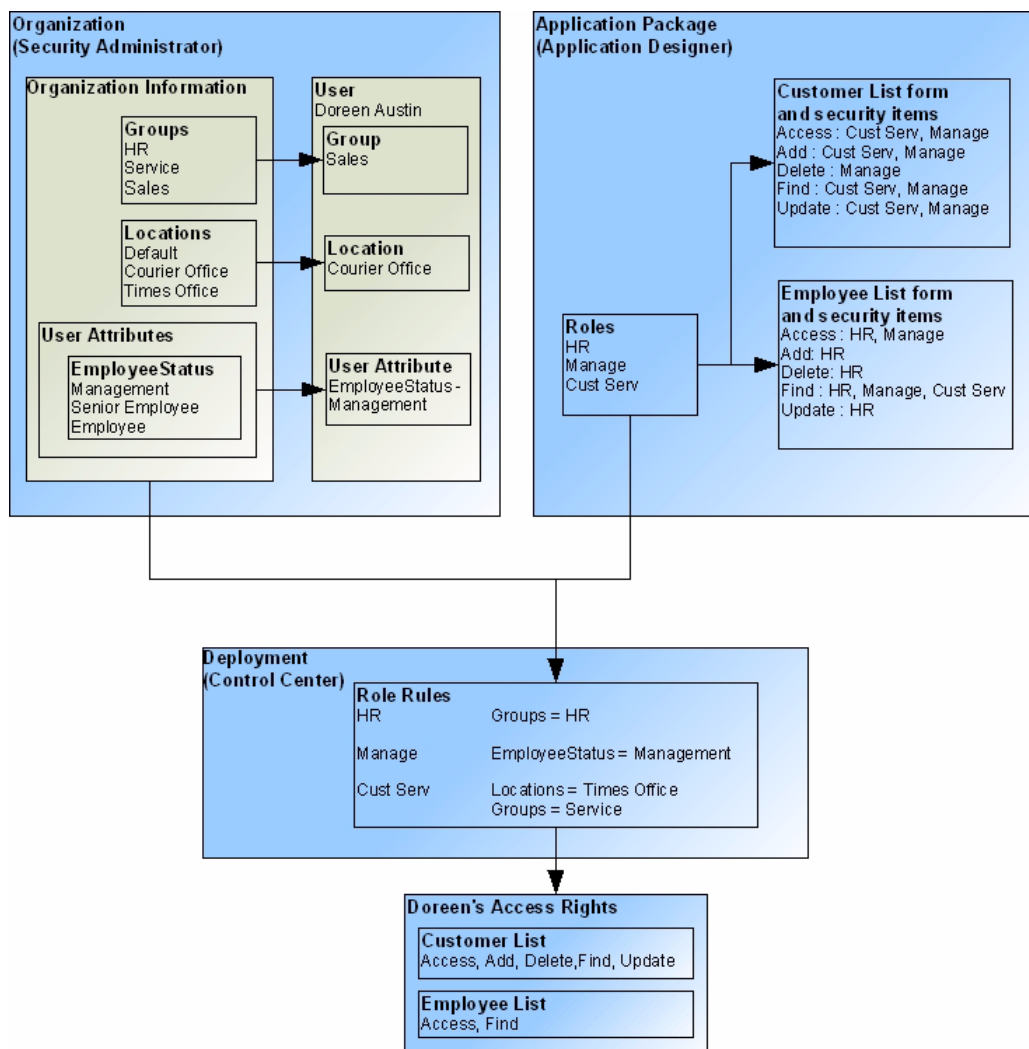 Organization
(Security Administrator)
Organization Information
Groups
HR
Service
Sales
Locations
Default
Courier Office
Times Office
User Attributes
EmployeeStatus
Management
Senior Employee
Employee
User
Doreen Austin
Group
Sales
Location
Courier Office
User Attribute
EmployeeStatus -
Management
Application Package
(Application Designer)
Roles
HR
Manage
Cust Serv
Customer List form
and security items
Access : Cust Serv, Manage
Add : Cust Serv, Manage
Delete : Manage
Find : Cust Serv, Manage
Update : Cust Serv, Manage
Employee List form
and security items
Access : HR, Manage
Add: HR
Delete: HR
Find : HR, Manage, Cust Serv
Update : HR
Deployment
(Control Center)
Role Rules
HR Groups = HR
Manage EmployeeStatus = Management
Cust Serv Locations = Times Office
Groups = Service
Doreen's Access Rights
Customer List
Access, Add, Delete,Find, Update
Employee List
Access, Find